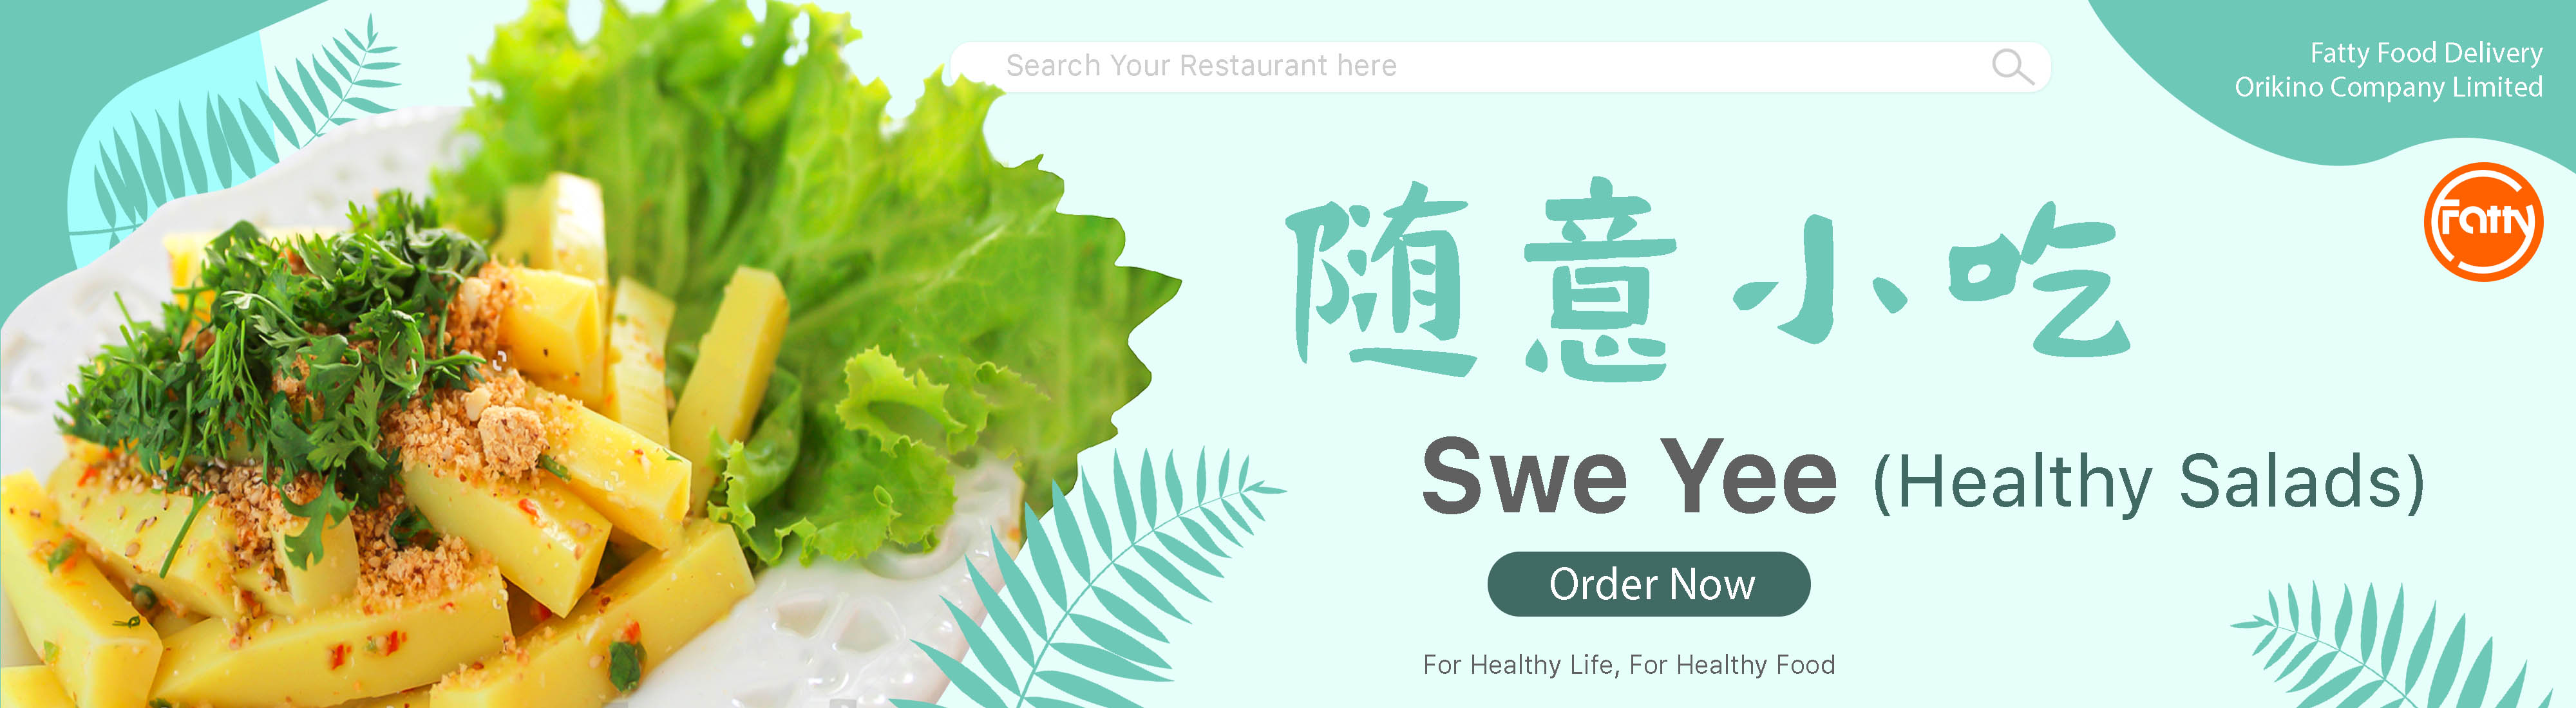 Search Your Restaurant here
Fatty Food Delivery
Orikino Company Limited
Fatty
随意小吃
Swe Yee (Healthy Salads)
Order Now
For Healthy Life, For Healthy Food